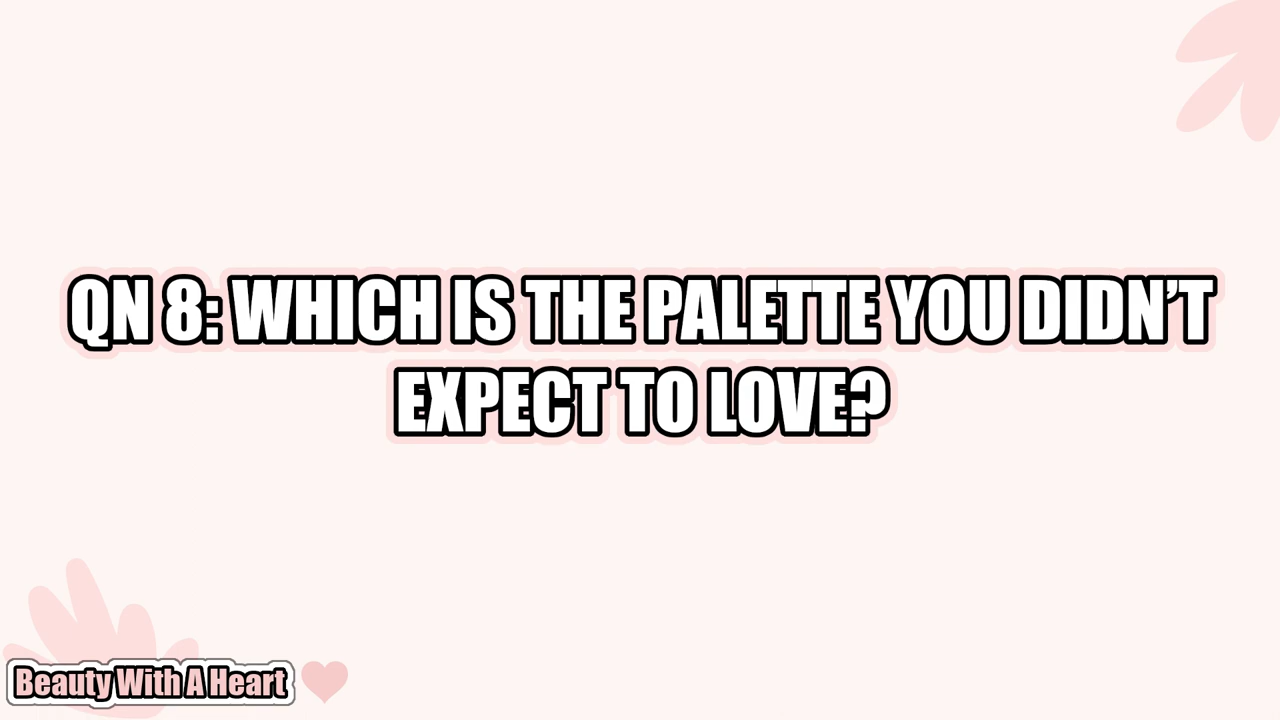 QN 8: WHICH IS THE PALETTE YOU DIDN’T
EXPECT TO LOVE?
Beauty With A Heart